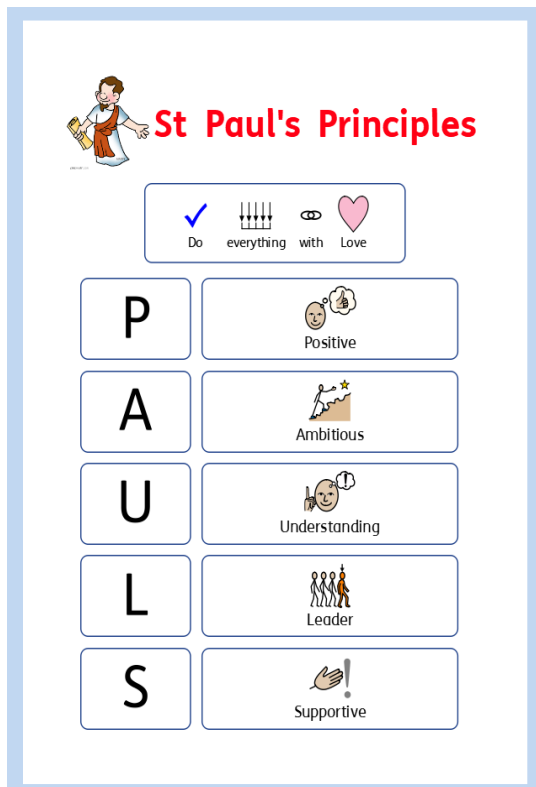 St Paul's Principles
Do everything with Love
P
Positive
A
Ambitious
U
Understanding
L
Leader
S
Supportive